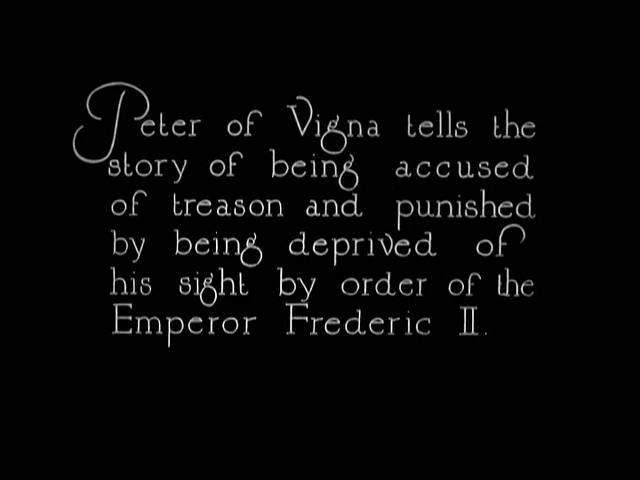 Peter of Vigna tells the
story of being accused
of treason and punished
by being deprived of
his sight by order of the
Emperor Frederic II.